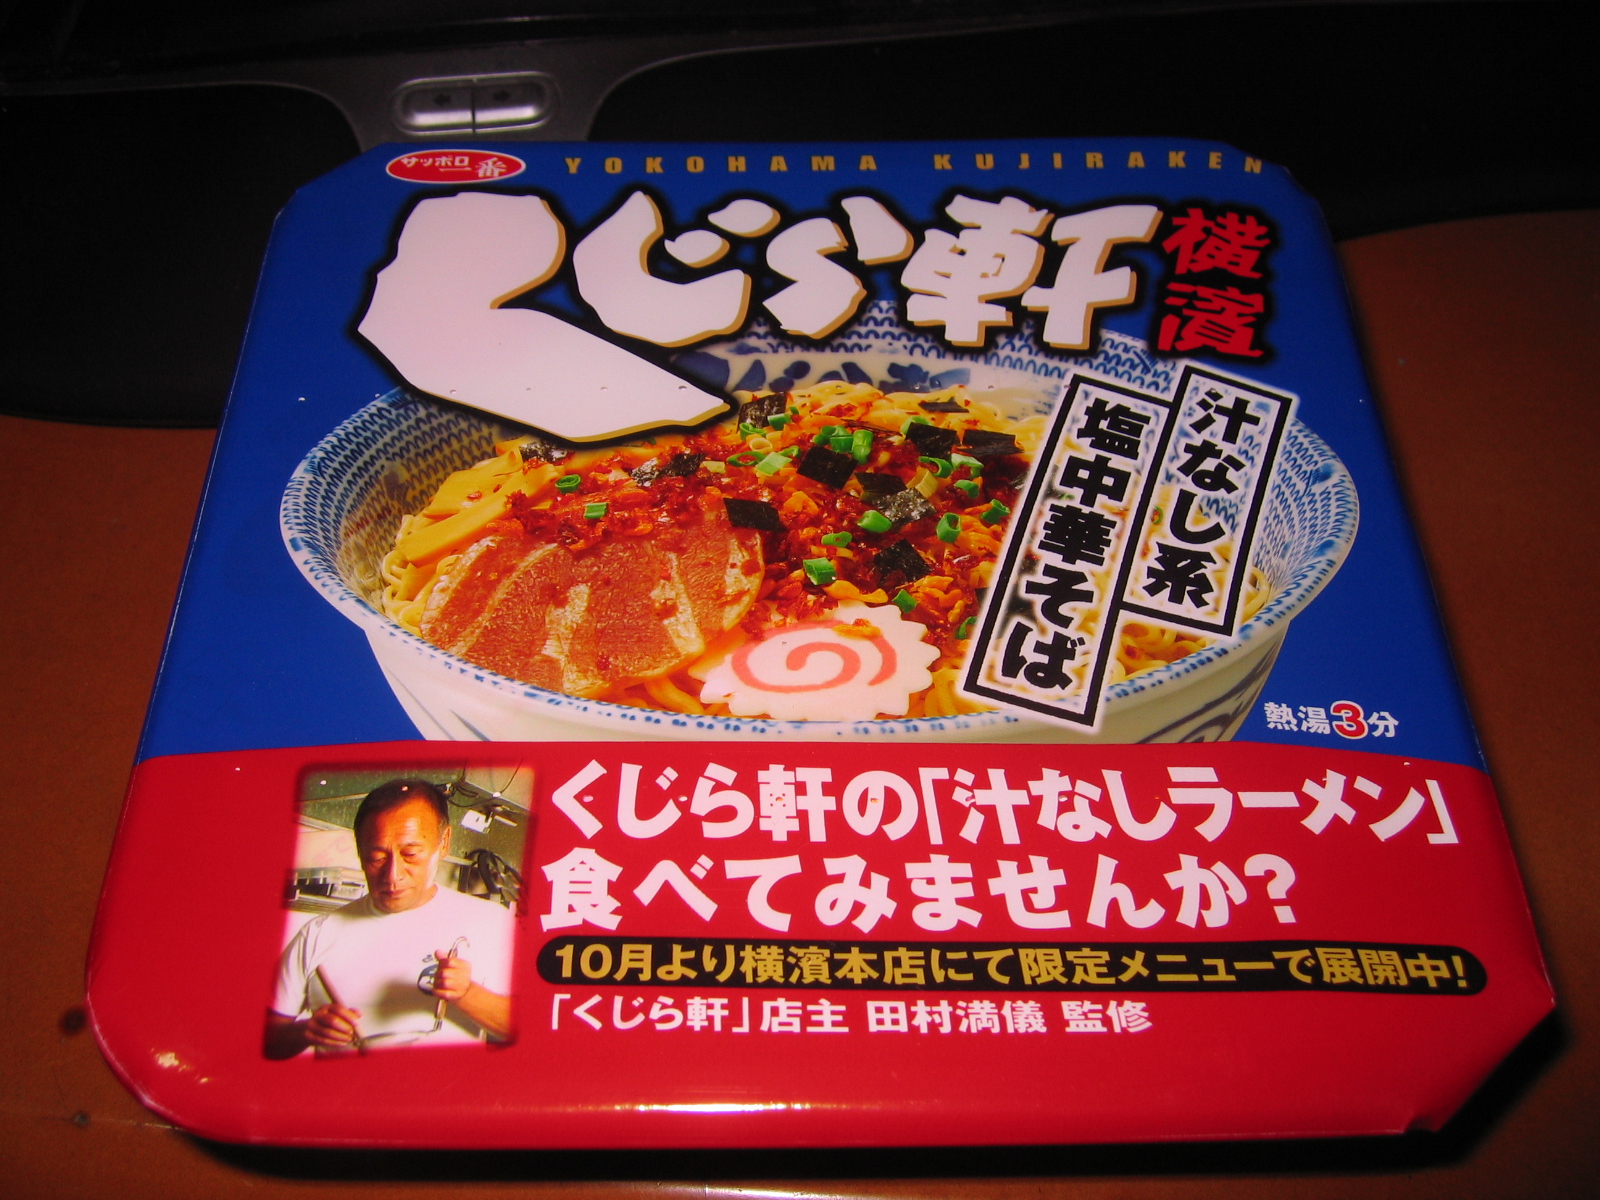 サッポロ一番
YOKOHAMA KUJIRAKEN
くじら軒
横濱
汁なし系
塩中華そば
熱湯3分
くじら軒の「汁なしラーメン」
食べてみませんか?
10月より横濱本店にて限定メニューで展開中!
「くじら軒」店主 田村満儀 監修